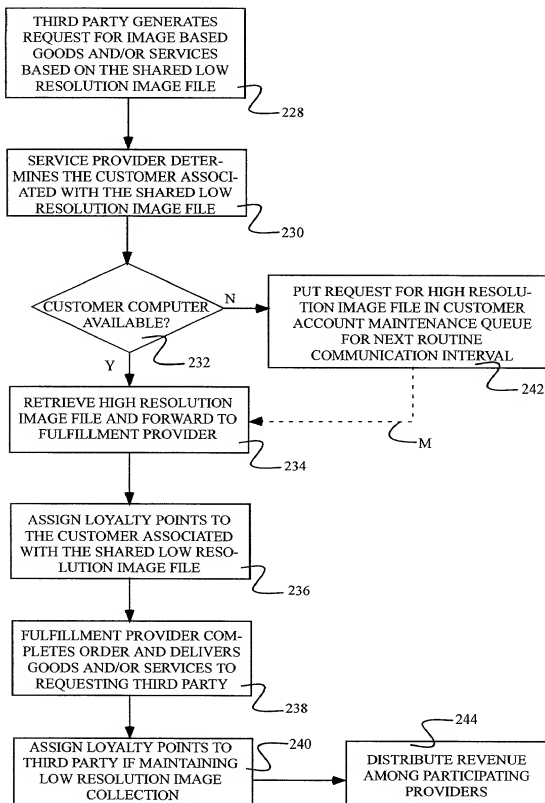 THIRD PARTY GENERATES
REQUEST FOR IMAGE BASED
GOODS AND/OR SERVICES
BASED ON THE SHARED LOW
RESOLUTION IMAGE FILE
228
SERVICE PROVIDER DETER-
MINES THE CUSTOMER ASSOCI-
ATED WITH THE SHARED LOW
RESOLUTION IMAGE FILE
230
CUSTOMER COMPUTER
AVAILABLE?
N
232
Y
PUT REQUEST FOR HIGH RESOLU-
TION IMAGE FILE IN CUSTOMER
ACCOUNT MAINTENANCE QUEUE
FOR NEXT ROUTINE
COMMUNICATION INTERVAL
242
M
RETRIEVE HIGH RESOLUTION
IMAGE FILE AND FORWARD TO
FULFILLMENT PROVIDER
234
ASSIGN LOYALTY POINTS TO
THE CUSTOMER ASSOCIATED
WITH THE SHARED LOW RESO-
LUTION IMAGE FILE
236
FULFILLMENT PROVIDER COM-
PLETES ORDER AND DELIVERS
GOODS AND/OR SERVICES TO
REQUESTING THIRD PARTY
238
ASSIGN LOYALTY POINTS TO
THIRD PARTY IF MAINTAINING
LOW RESOLUTION IMAGE
COLLECTION
240
244
DISTRIBUTE REVENUE
AMONG PARTICIPATING
PROVIDERS